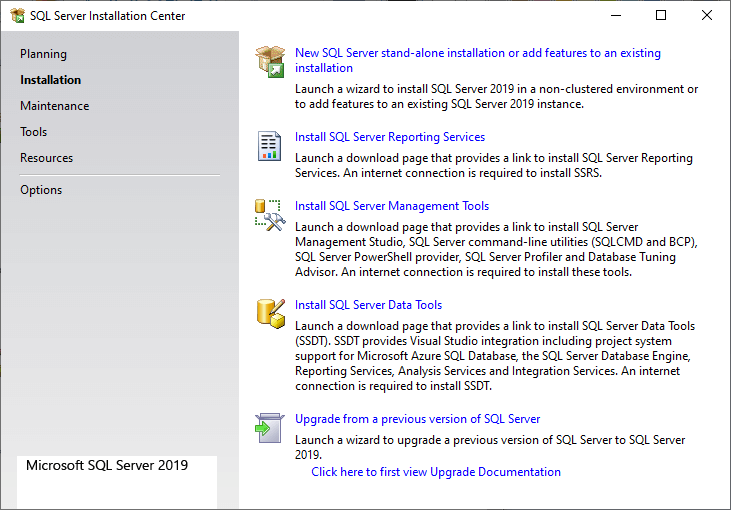 SQL Server Installation Center
Planning
Installation
Maintenance
Tools
Resources
Options
Microsoft SQL Server 2019
New SQL Server stand-alone installation or add features to an existing
installation
Launch a wizard to install SQL Server 2019 in a non-clustered environment or
to add features to an existing SQL Server 2019 instance.
Install SQL Server Reporting Services
Launch a download page that provides a link to install SQL Server Reporting
Services. An internet connection is required to install SSRS.
Install SQL Server Management Tools
Launch a download page that provides a link to install SQL Server
Management Studio, SQL Server command-line utilities (SQLCMD and BCP),
SQL Server PowerShell provider, SQL Server Profiler and Database Tuning
Advisor. An internet connection is required to install these tools.
Install SQL Server Data Tools
Launch a download page that provides a link to install SQL Server Data Tools
(SSDT). SSDT provides Visual Studio integration including project system
support for Microsoft Azure SQL Database, the SQL Server Database Engine,
Reporting Services, Analysis Services and Integration Services. An internet
connection is required to install SSDT.
Upgrade from a previous version of SQL Server
Launch a wizard to upgrade a previous version of SQL Server to SQL Server
2019.
Click here to first view Upgrade Documentation